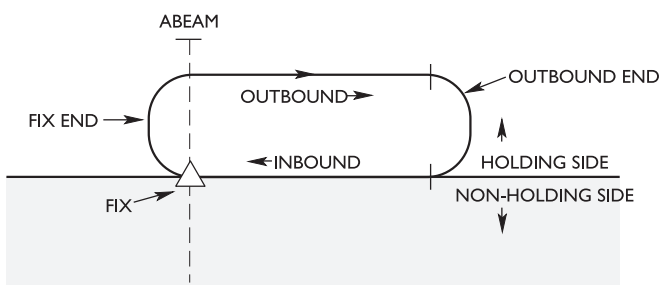 ABEAM
OUTBOUND END
OUTBOUND
FIX END
INBOUND
HOLDING SIDE
NON-HOLDING SIDE
FIX